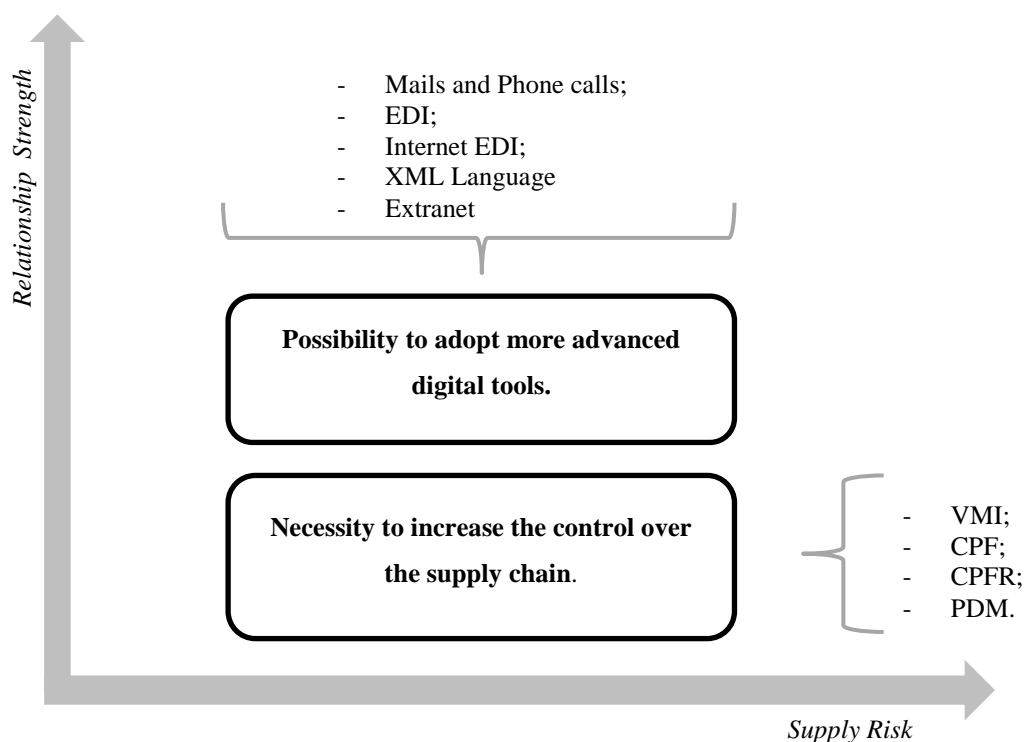 Relationship Strength
- Mails and Phone calls;
- EDI;
- Internet EDI;
- XML Language
- Extranet
Possibility to adopt more advanced
digital tools.
Necessity to increase the control over
the supply chain.
- VMI;
- CPF;
- CPFR;
- PDM.
Supply Risk